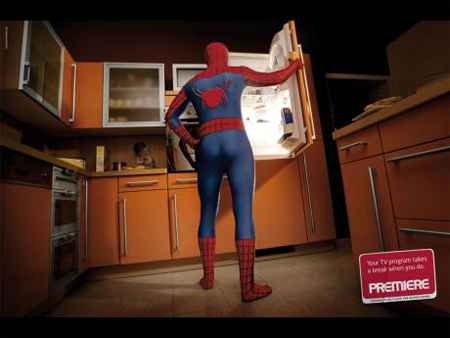 Your TV program takes
a break when you do.
PREMIERE